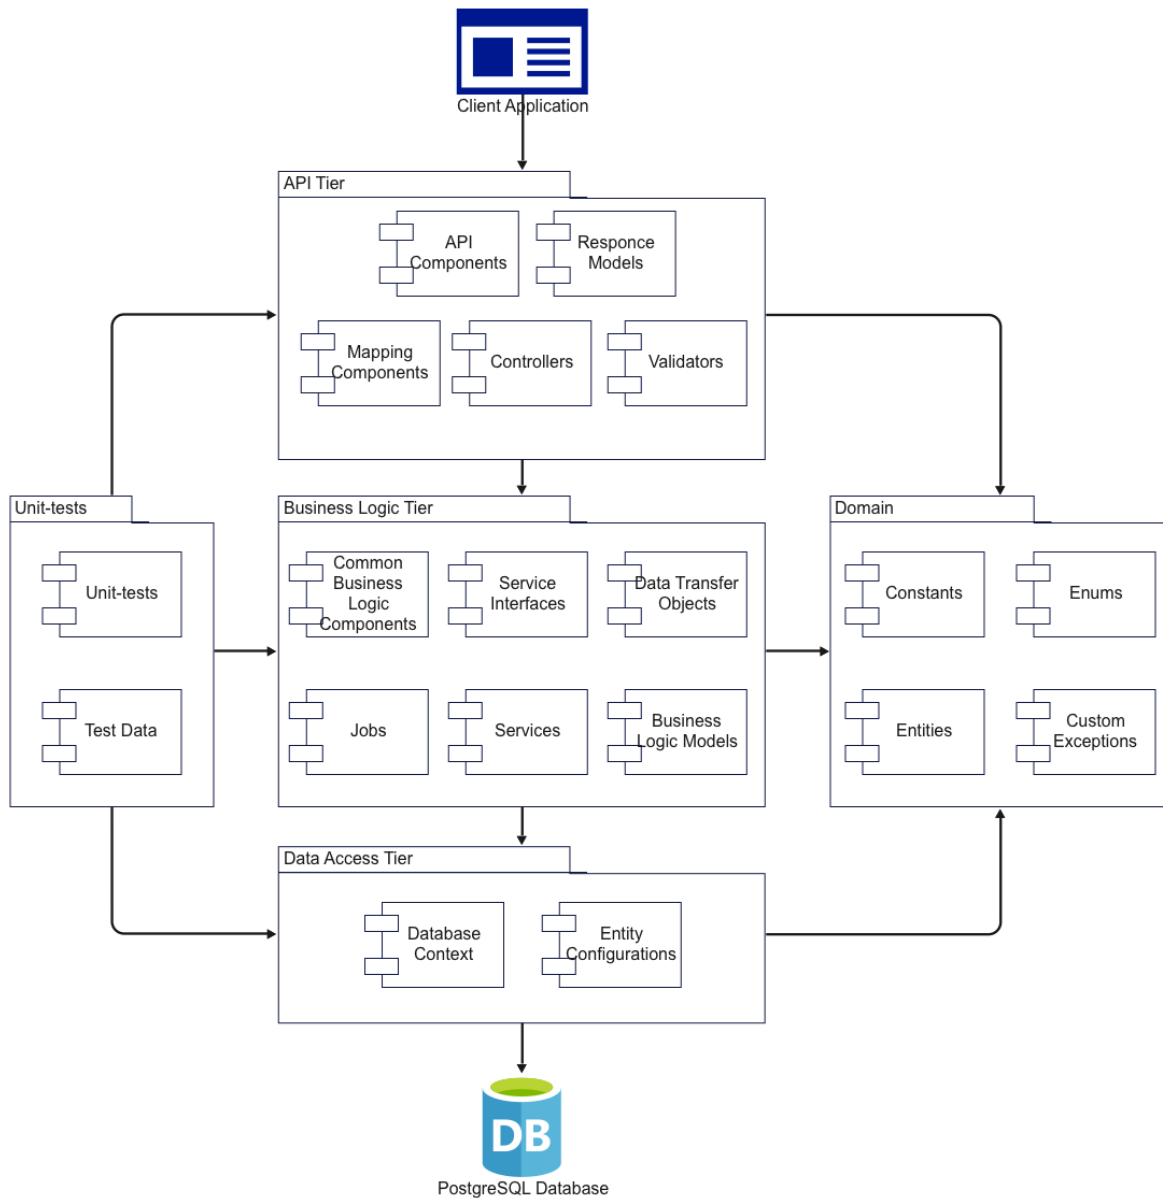 Client Application
API Tier
API
Components
Responce
Models
Mapping
Components
Controllers
Validators
Unit-tests
Unit-tests
Test Data
Business Logic Tier
Common
Business
Logic
Components
Service
Interfaces
Data Transfer
Objects
Jobs
Services
Business
Logic Models
Domain
Constants
Enums
Entities
Custom
Exceptions
Data Access Tier
Database
Context
Entity
Configurations
DB
PostgreSQL Database